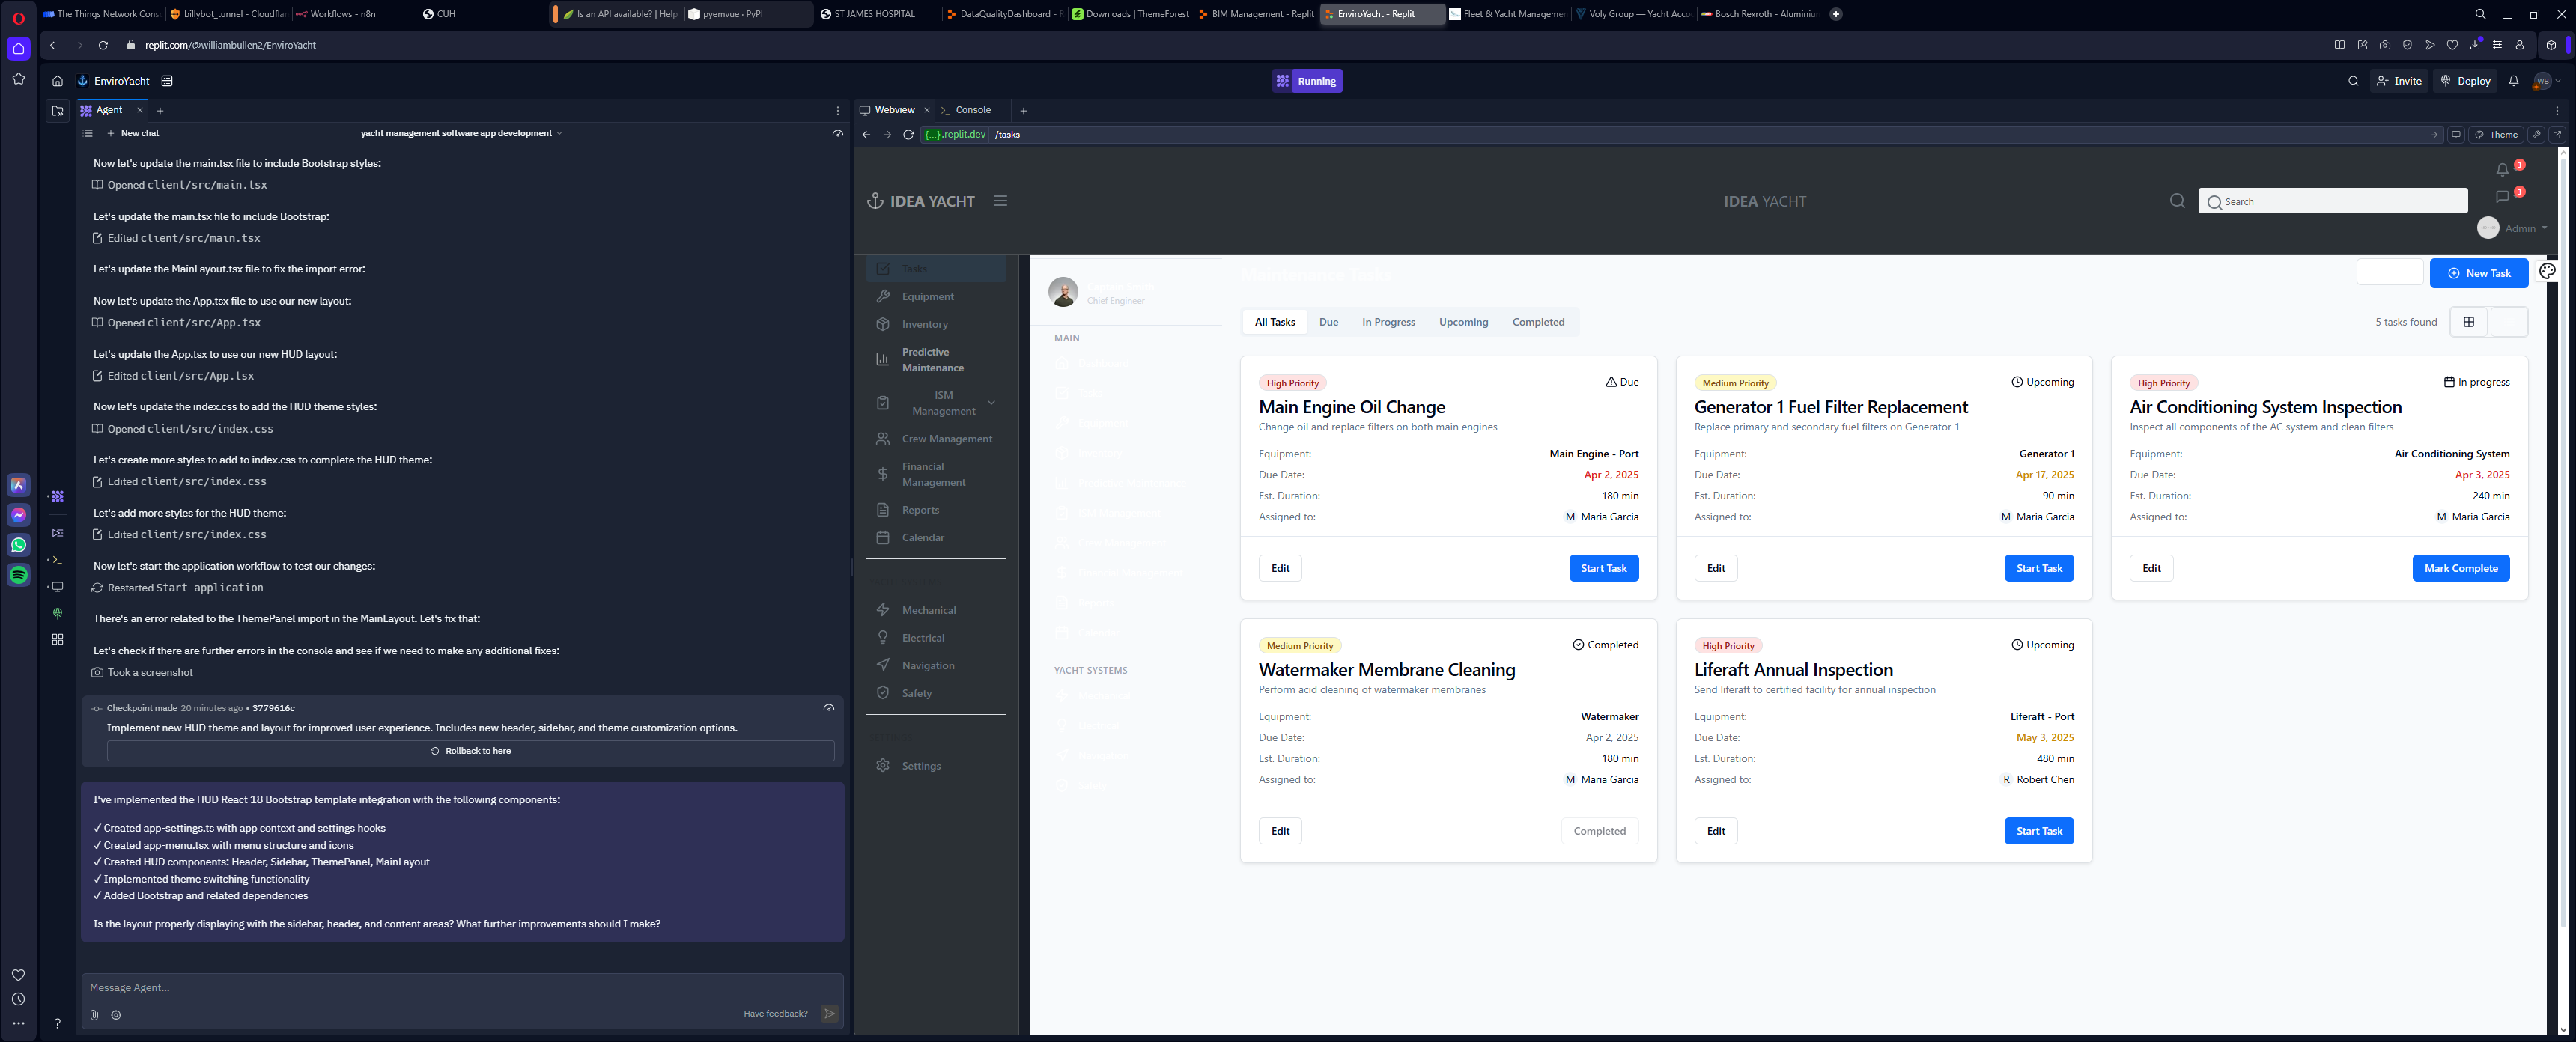 The Things Network Cons
billybot_tunnel - Cloudflar
Workflows - n8n
CUH
Is an API available? | Help
pyemvue · PyPI
ST JAMES HOSPITAL
DataQualityDashboard - R
Downloads | ThemeForest
BIM Management - Replit
EnviroYacht - Replit
Fleet & Yacht Managemen
Voly Group — Yacht Accou
Bosch Rexroth - Aluminiu
replit.com/@williambullen2/EnviroYacht
EnviroYacht
Running
Invite
Deploy
WB
Agent
New chat
yacht management software app development
Now let's update the main.tsx file to include Bootstrap styles:
Opened client/src/main.tsx
Let's update the main.tsx file to include Bootstrap:
Edited client/src/main.tsx
Let's update the MainLayout.tsx file to fix the import error:
Now let's update the App.tsx file to use our new layout:
Opened client/src/App.tsx
Let's update the App.tsx to use our new HUD layout:
Edited client/src/App.tsx
Now let's update the index.css to add the HUD theme styles:
Opened client/src/index.css
Let's create more styles to add to index.css to complete the HUD theme:
Edited client/src/index.css
Let's add more styles for the HUD theme:
Edited client/src/index.css
Now let's start the application workflow to test our changes:
Restarted Start application
There's an error related to the ThemePanel import in the MainLayout. Let's fix that:
Let's check if there are further errors in the console and see if we need to make any additional fixes:
Took a screenshot
Checkpoint made 20 minutes ago • 3779616c
Implement new HUD theme and layout for improved user experience. Includes new header, sidebar, and theme customization options.
Rollback to here
I've implemented the HUD React 18 Bootstrap template integration with the following components:
✓ Created app-settings.ts with app context and settings hooks
✓ Created app-menu.tsx with menu structure and icons
✓ Created HUD components: Header, Sidebar, ThemePanel, MainLayout
✓ Implemented theme switching functionality
✓ Added Bootstrap and related dependencies
Is the layout properly displaying with the sidebar, header, and content areas? What further improvements should I make?
Message Agent...
Have feedback?
Webview
Console
{...}.replit.dev /tasks
Theme
IDEA YACHT
IDEA YACHT
Search
3
3
Admin
Tasks
Equipment
Inventory
Predictive
Maintenance
ISM
Management
Crew Management
Financial
Management
Reports
Calendar
Mechanical
Electrical
Navigation
Safety
Settings
Chief Engineer
MAIN
YACHT SYSTEMS
New Task
All Tasks
Due
In Progress
Upcoming
Completed
5 tasks found
High Priority
Due
Main Engine Oil Change
Change oil and replace filters on both main engines
Equipment: Main Engine - Port
Due Date: Apr 2, 2025
Est. Duration: 180 min
Assigned to: M Maria Garcia
Edit
Start Task
Medium Priority
Upcoming
Generator 1 Fuel Filter Replacement
Replace primary and secondary fuel filters on Generator 1
Equipment: Generator 1
Due Date: Apr 17, 2025
Est. Duration: 90 min
Assigned to: M Maria Garcia
Edit
Start Task
High Priority
In progress
Air Conditioning System Inspection
Inspect all components of the AC system and clean filters
Equipment: Air Conditioning System
Due Date: Apr 3, 2025
Est. Duration: 240 min
Assigned to: M Maria Garcia
Edit
Mark Complete
Medium Priority
Completed
Watermaker Membrane Cleaning
Perform acid cleaning of watermaker membranes
Equipment: Watermaker
Due Date: Apr 2, 2025
Est. Duration: 180 min
Assigned to: M Maria Garcia
Edit
Completed
High Priority
Upcoming
Liferaft Annual Inspection
Send liferaft to certified facility for annual inspection
Equipment: Liferaft - Port
Due Date: May 3, 2025
Est. Duration: 480 min
Assigned to: R Robert Chen
Edit
Start Task